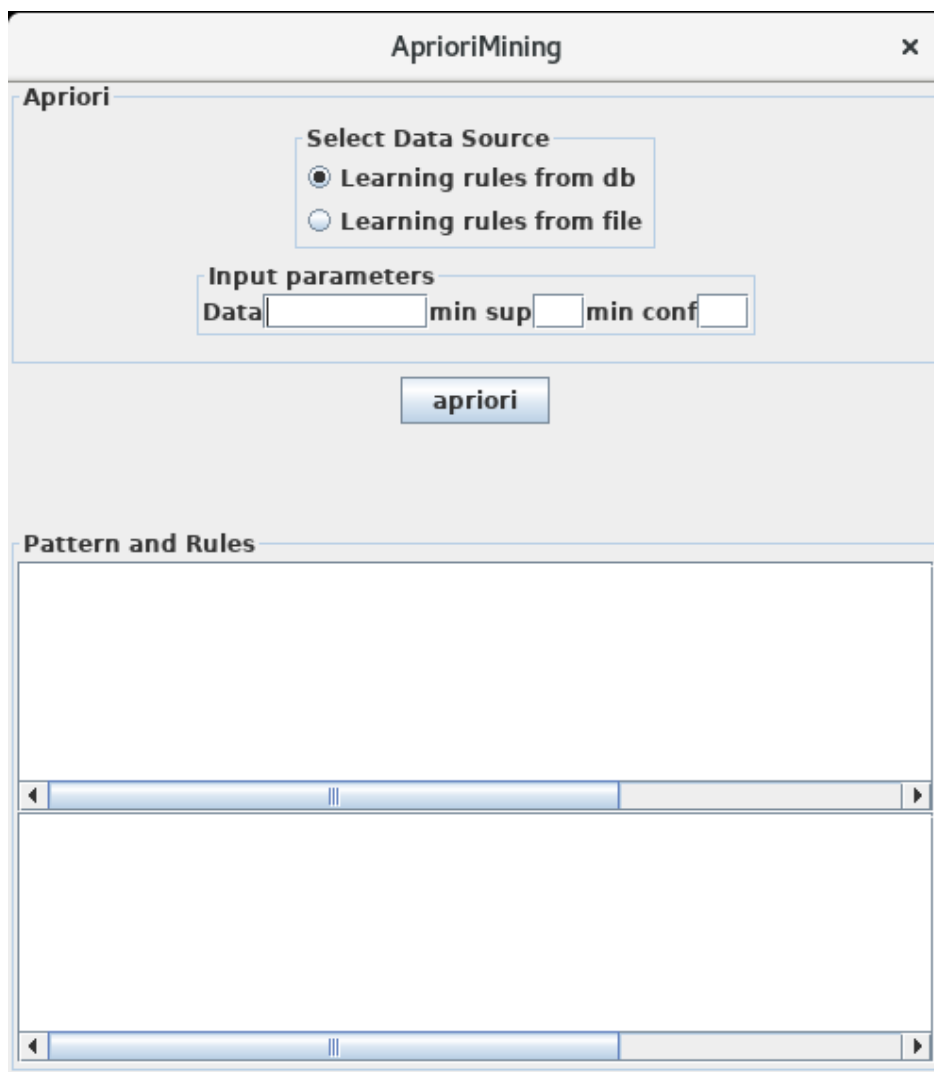 AprioriMining
Apriori
Select Data Source
Learning rules from db
Learning rules from file
Input parameters
Data min sup min conf
apriori
Pattern and Rules